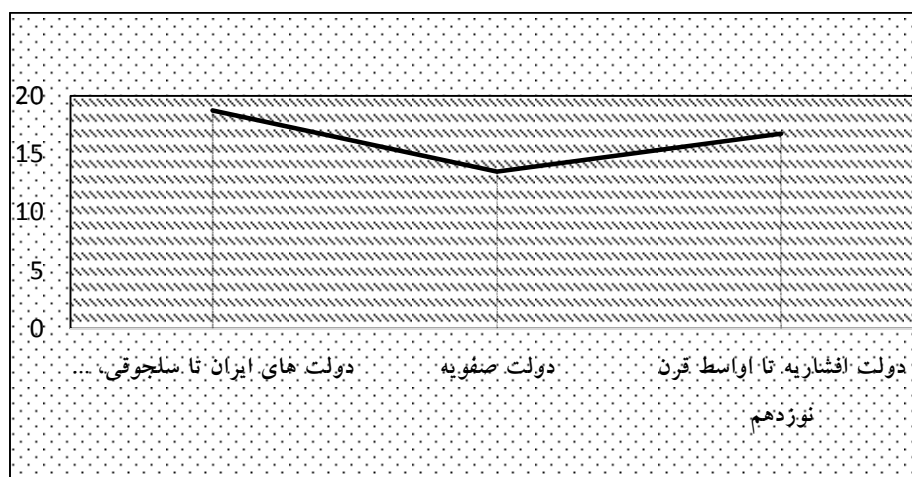 20
15
10
5
0
دولت های ایران تا سلجوقی، ...
دولت صفویه
دولت افشاریه تا اواسط قرن
نوزدهم